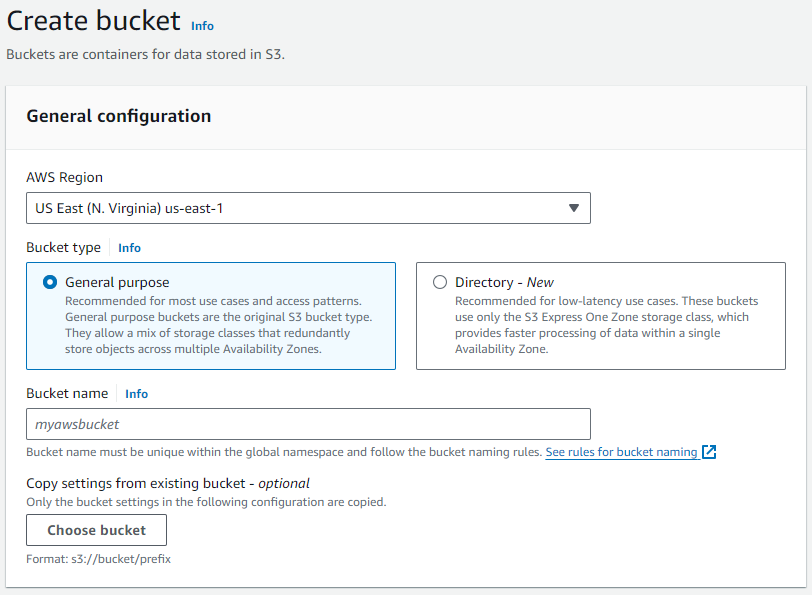 Create bucket Info
Buckets are containers for data stored in S3.
General configuration
AWS Region
US East (N. Virginia) us-east-1
Bucket type Info
General purpose
Recommended for most use cases and access patterns.
General purpose buckets are the original S3 bucket type.
They allow a mix of storage classes that redundantly
store objects across multiple Availability Zones.
Directory - New
Recommended for low-latency use cases. These buckets
use only the S3 Express One Zone storage class, which
provides faster processing of data within a single
Availability Zone.
Bucket name Info
myawsbucket
Bucket name must be unique within the global namespace and follow the bucket naming rules. See rules for bucket naming
Copy settings from existing bucket - optional
Only the bucket settings in the following configuration are copied.
Choose bucket
Format: s3://bucket/prefix